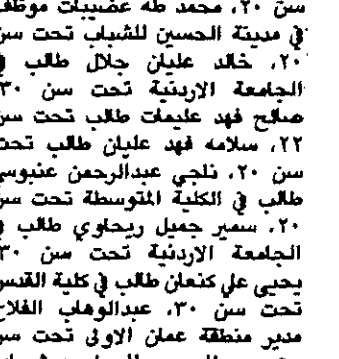 سن ٢٠، محمد طه عضيبات موظف
في مدينة الحسين للشباب تحت سن
٢٠، خالد عليان جلال طالب في
الجامعة الاردنية تحت سن ٣٠،
صالح فهد عليمات طالب تحت سن
٢٢، سلامه فهد عليان طالب تحت
سن ٢٠، ناجي عبدالرحمن عنبوسي
طالب في الكلية المتوسطة تحت سن
٢٠، سمير جميل ريحاوي طالب في
الجامعة الاردنية تحت سن ٣٠،
يحيى علي كنعان طالب في كلية القدس
تحت سن ٣٠، عبدالوهاب الفلاح
مدير منطقة عمان الاولى تحت سن